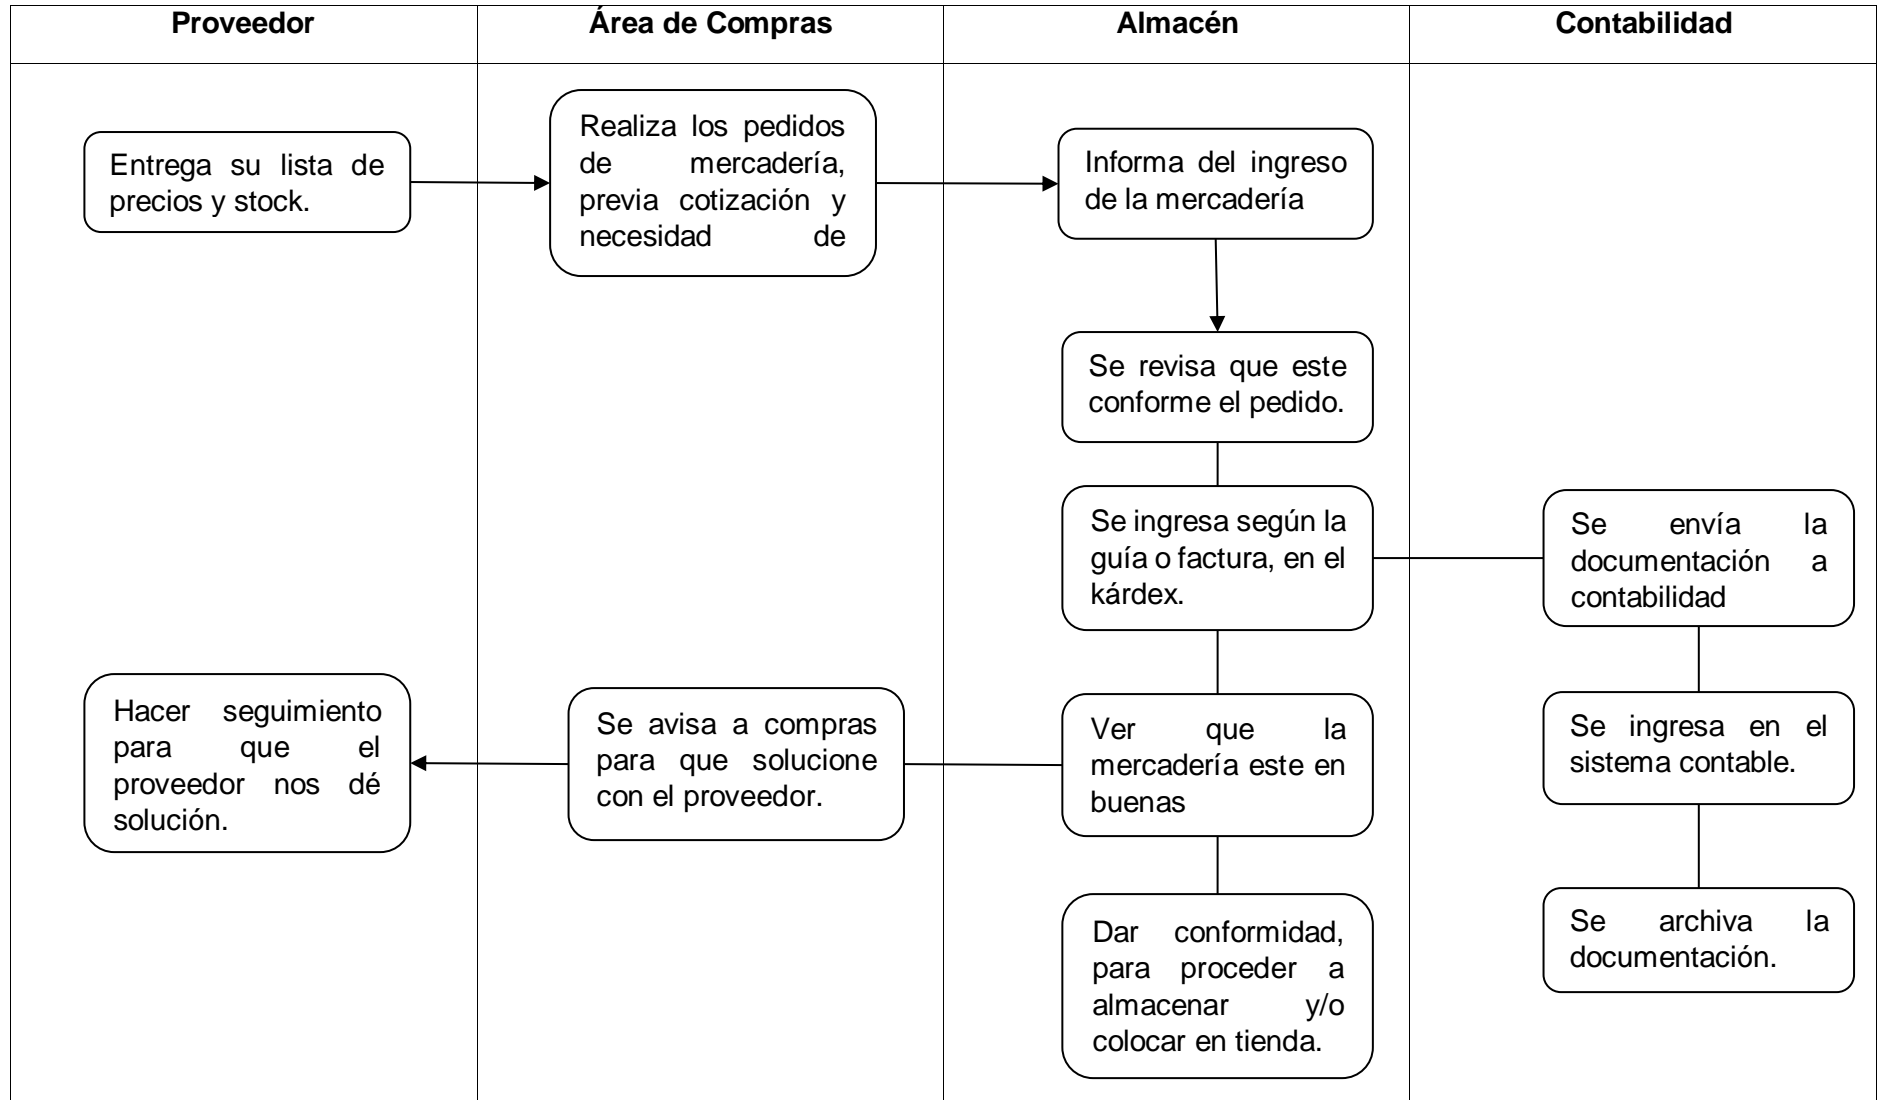 Proveedor
Área de Compras
Almacén
Contabilidad
Entrega su lista de
precios y stock.
Realiza los pedidos
de mercadería,
previa cotización y
necesidad de
Informa del ingreso
de la mercadería
Se revisa que este
conforme el pedido.
Se ingresa según la
guía o factura, en el
kárdex.
Se envía la
documentación a
contabilidad
Hacer seguimiento
para que el
proveedor nos dé
solución.
Se avisa a compras
para que solucione
con el proveedor.
Ver que la
mercadería este en
buenas
Se ingresa en el
sistema contable.
Dar conformidad,
para proceder a
almacenar y/o
colocar en tienda.
Se archiva la
documentación.